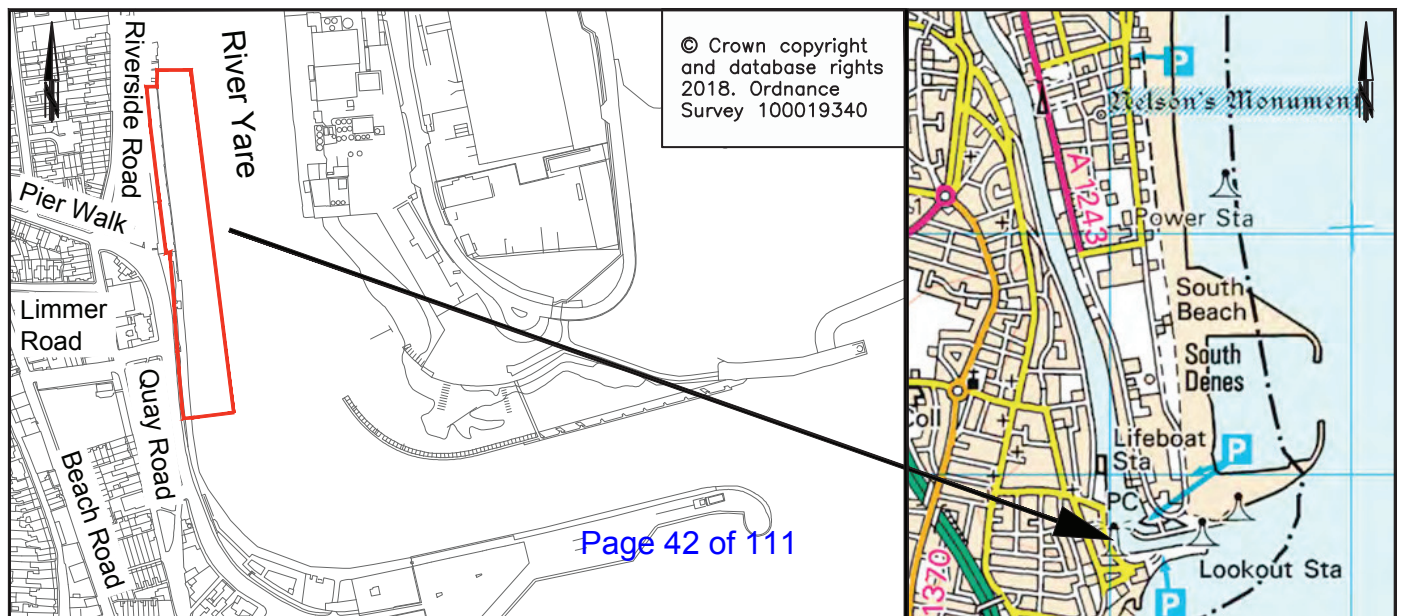 Riverside Road
River Yare
Pier Walk
Limmer
Road
Quay Road
Beach Road
© Crown copyright
and database rights
2018. Ordnance
Survey 100019340
Page 42 of 111
P
Nelson's Monument
N
A 1243
Power Sta
South
Beach
South
Denes
Coll
Lifeboat
Sta
P
PC
Lookout Sta
1370
P